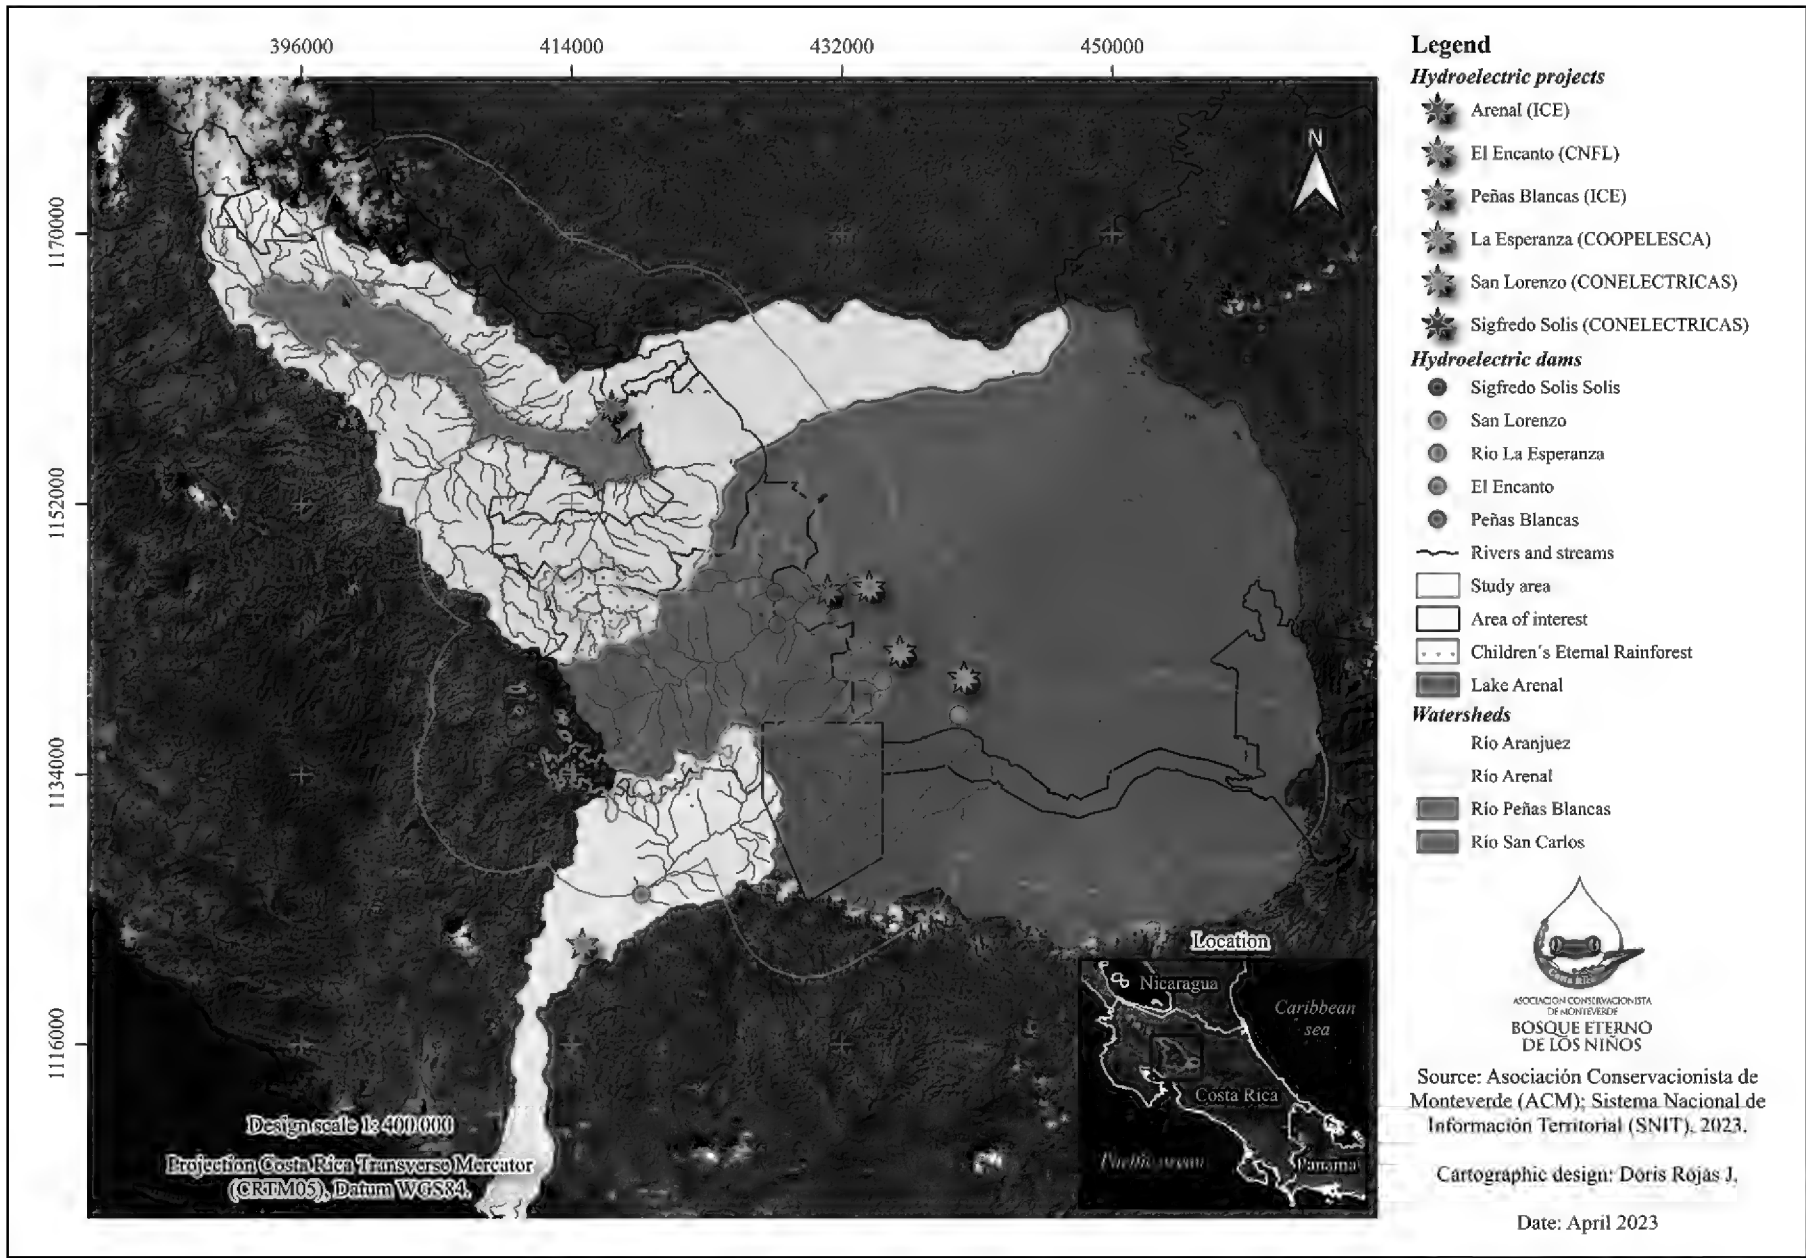 396000
414000
432000
450000
1170000
1152000
1134000
1116000
N
Design scale 1: 400.000
Projection Costa Rica Transverso Mercator
(CRTM05), Datum WGS84.
Location
Nicaragua
Caribbean
sea
Costa Rica
Pacific ocean
Panama
Legend
Hydroelectric projects
Arenal (ICE)
El Encanto (CNFL)
Peñas Blancas (ICE)
La Esperanza (COOPELESCA)
San Lorenzo (CONELECTRICAS)
Sigfredo Solis (CONELECTRICAS)
Hydroelectric dams
Sigfredo Solis Solis
San Lorenzo
Rio La Esperanza
El Encanto
Peñas Blancas
Rivers and streams
Study area
Area of interest
Children´s Eternal Rainforest
Lake Arenal
Watersheds
Río Aranjuez
Río Arenal
Río Peñas Blancas
Río San Carlos
Costa Rica
ASOCIACIÓN CONSERVACIONISTA
DE MONTEVERDE
BOSQUE ETERNO
DE LOS NIÑOS
Source: Asociación Conservacionista de
Monteverde (ACM); Sistema Nacional de
Información Territorial (SNIT), 2023.
Cartographic design: Doris Rojas J.
Date: April 2023